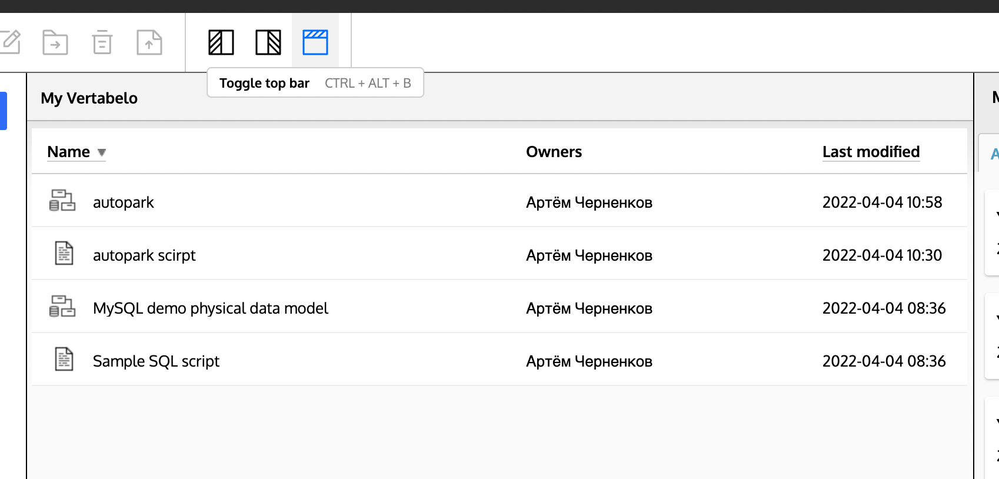 Toggle top bar CTRL + ALT + B
My Vertabelo
Name ▼ Owners Last modified
autopark Артём Черненков 2022-04-04 10:58
autopark scirpt Артём Черненков 2022-04-04 10:30
MySQL demo physical data model Артём Черненков 2022-04-04 08:36
Sample SQL script Артём Черненков 2022-04-04 08:36